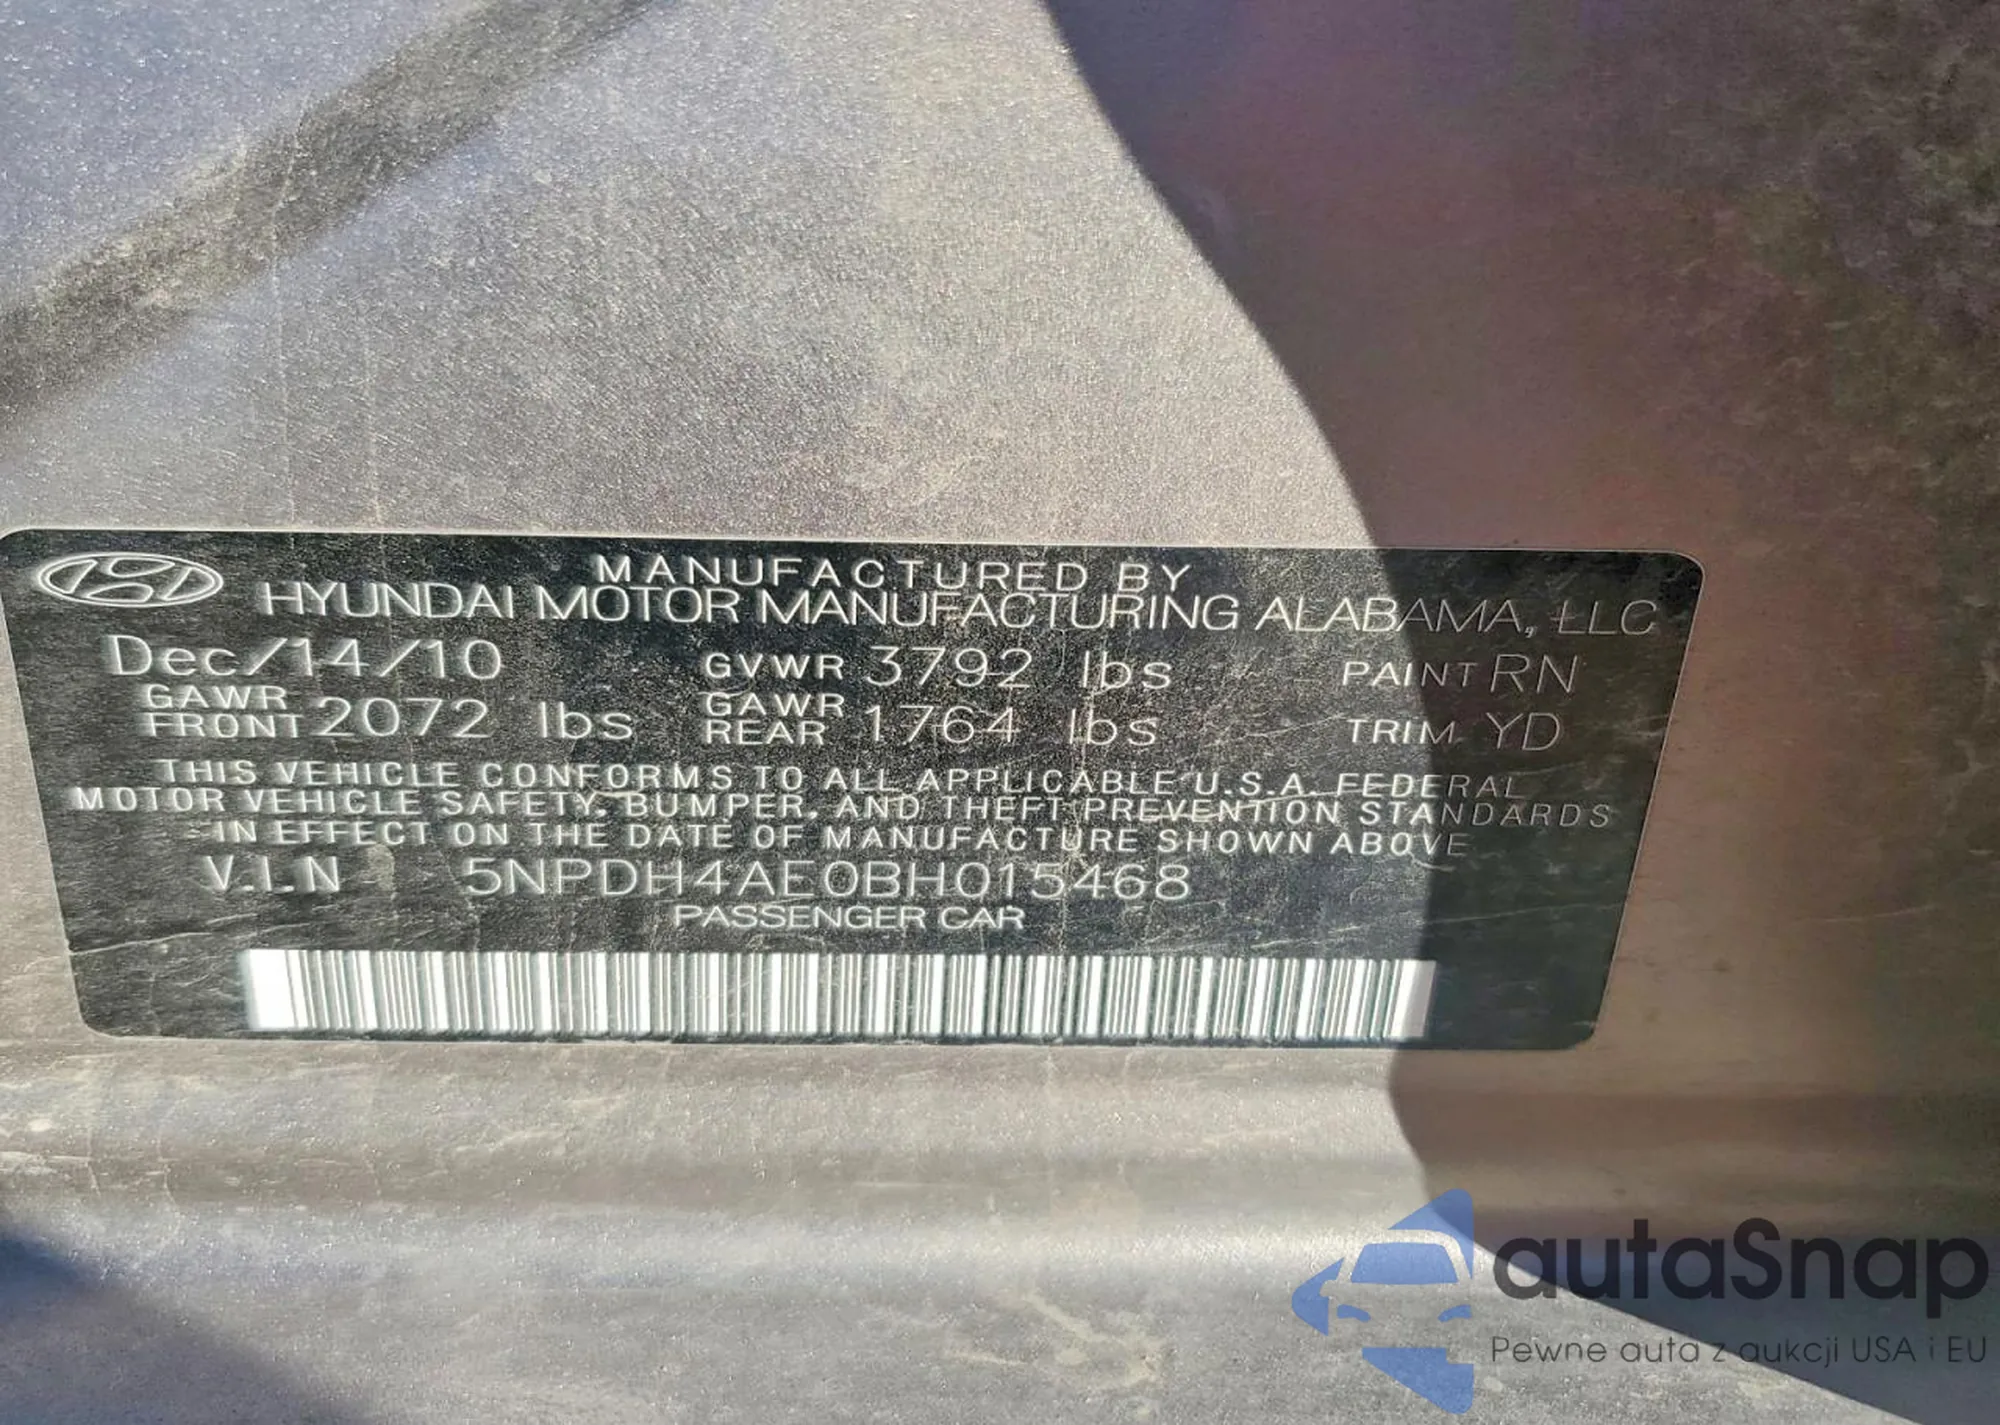 MANUFACTURED BY
HYUNDAI MOTOR MANUFACTURING ALABAMA, LLC
Dec/14/10 GVWR 3792 lbs PAINT RN
GAWR FRONT 2072 lbs GAWR REAR 1764 lbs TRIM YD
THIS VEHICLE CONFORMS TO ALL APPLICABLE U.S.A. FEDERAL
MOTOR VEHICLE SAFETY, BUMPER, AND THEFT PREVENTION STANDARDS
IN EFFECT ON THE DATE OF MANUFACTURE SHOWN ABOVE
V.I.N 5NPDH4AE0BH015468
PASSENGER CAR
autaSnap
Pewne auta z aukcji USA i EU